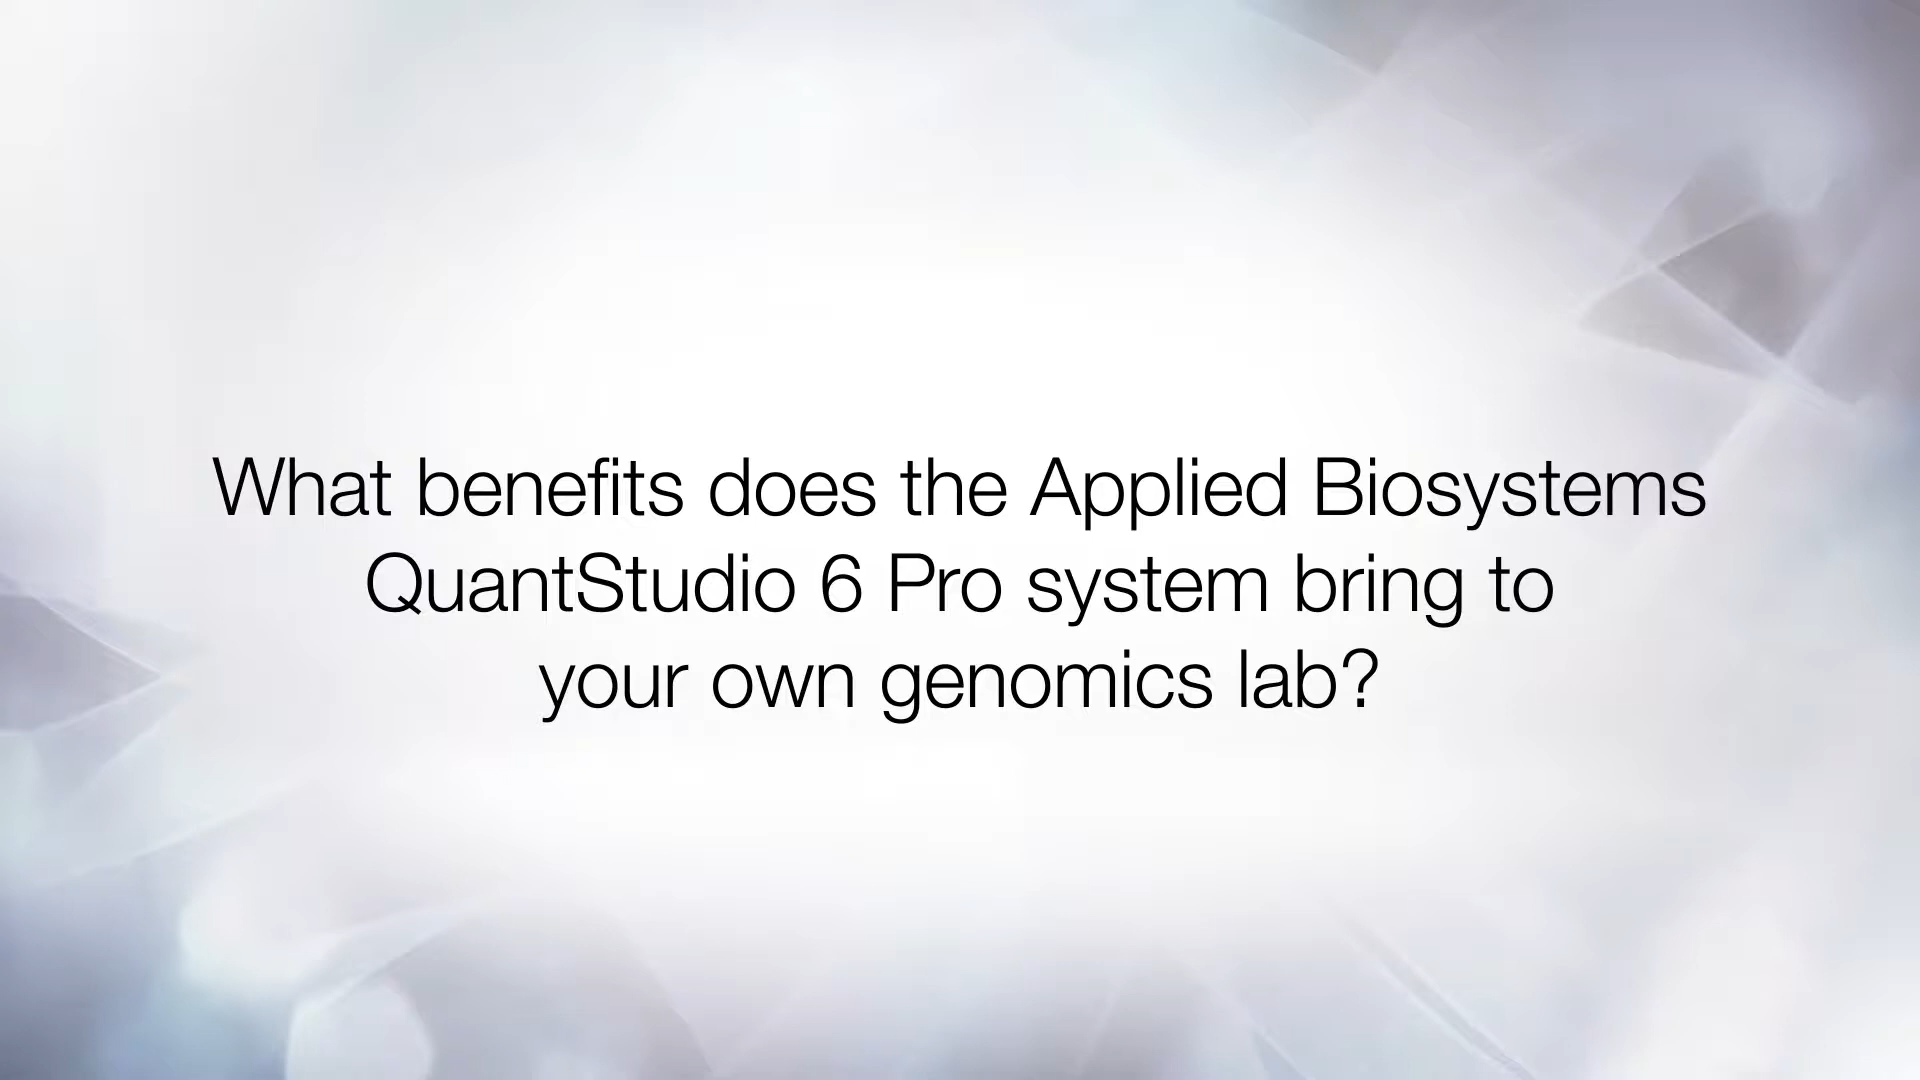 What benefits does the Applied Biosystems
QuantStudio 6 Pro system bring to
your own genomics lab?